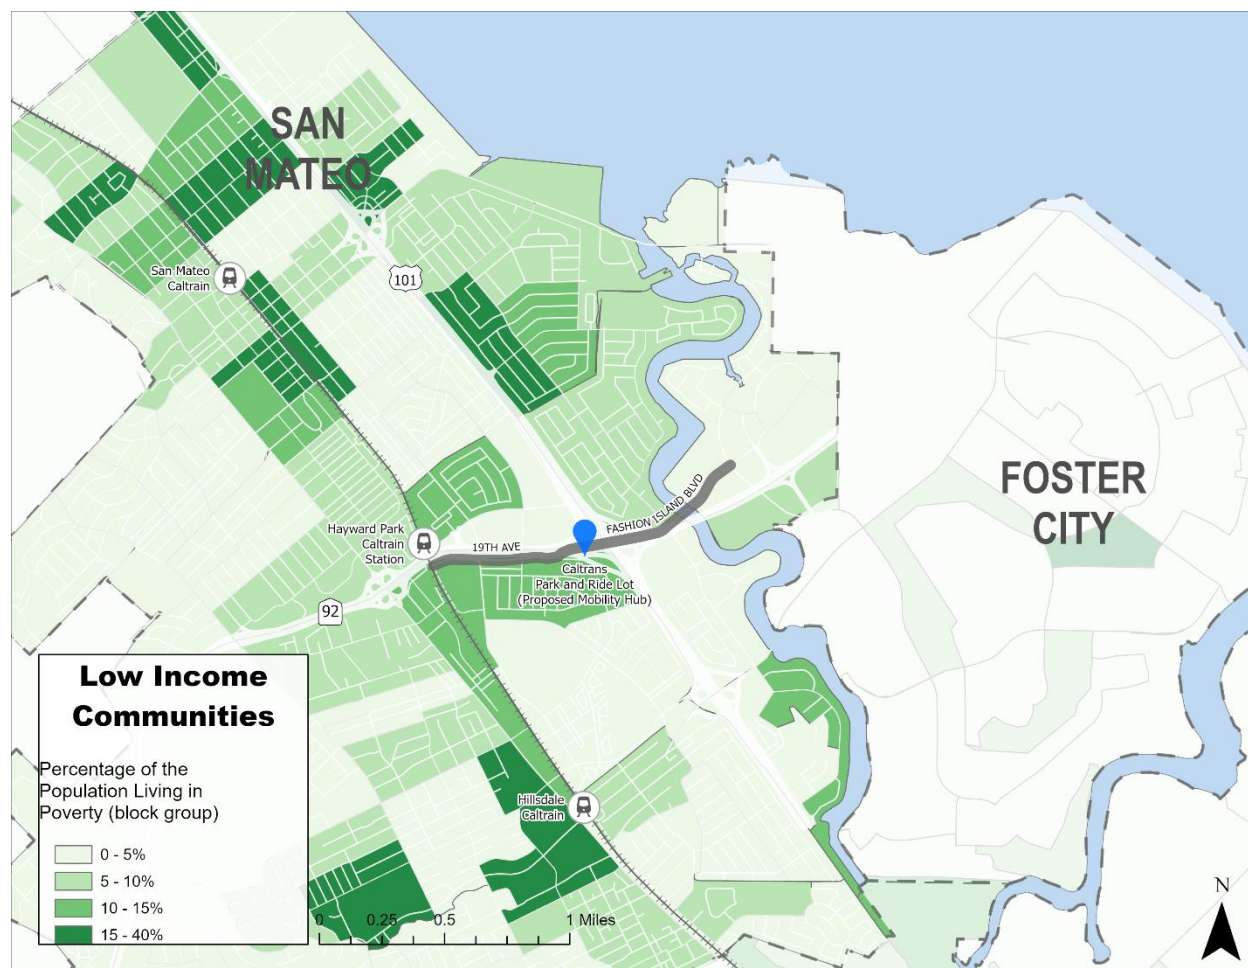 SAN
MATEO
San Mateo
Caltrain
101
FASHION ISLAND BLVD
FOSTER
CITY
Hayward Park
Caltrain
Station
19TH AVE
Caltrans
Park and Ride Lot
(Proposed Mobility Hub)
92
Hillsdale
Caltrain
Low Income
Communities
Percentage of the
Population Living in
Poverty (block group)
0 - 5%
5 - 10%
10 - 15%
15 - 40%
0 0.25 0.5 1 Miles
N